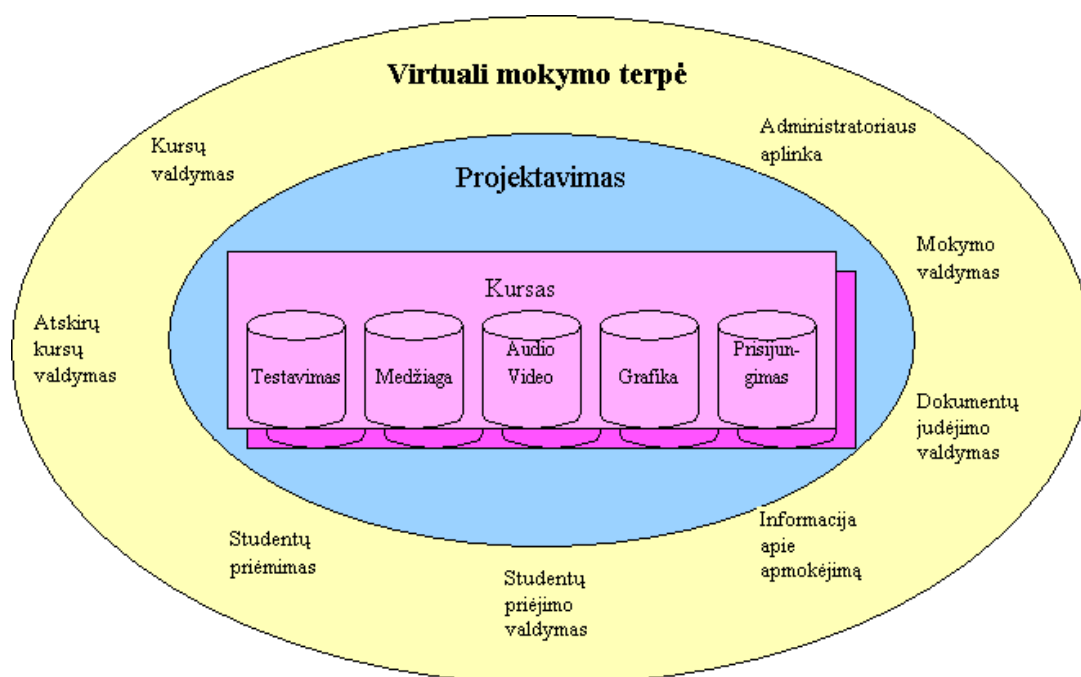 Virtuali mokymo terpė
Kursų
valdymas
Administratoriaus
aplinka
Projektavimas
Mokymo
valdymas
Kursas
Atskirų
kursų
valdymas
Testavimas
Medžiaga
Audio
Video
Grafika
Prisijun-
gimas
Dokumentų
judėjimo
valdymas
Studentų
priėmimas
Studentų
priėjimo
valdymas
Informacija
apie
apmokėjimą